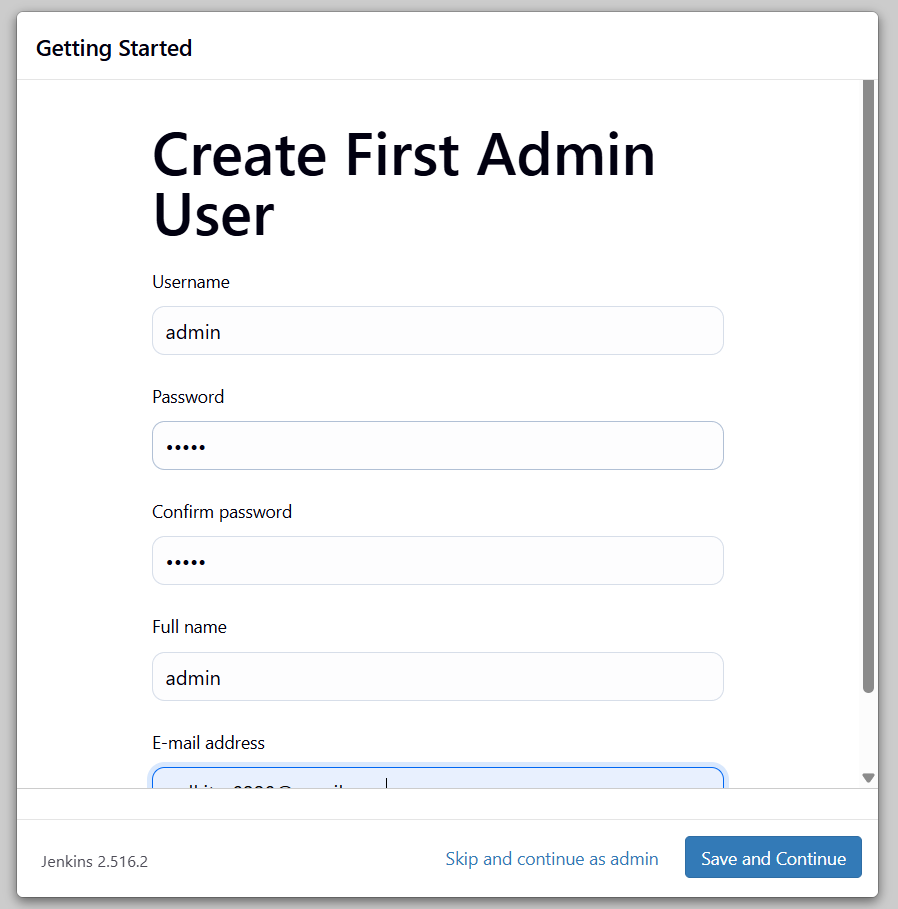 Getting Started
Create First Admin
User
Username
admin
Password
•••••
Confirm password
•••••
Full name
admin
E-mail address
Jenkins 2.516.2
Skip and continue as admin
Save and Continue